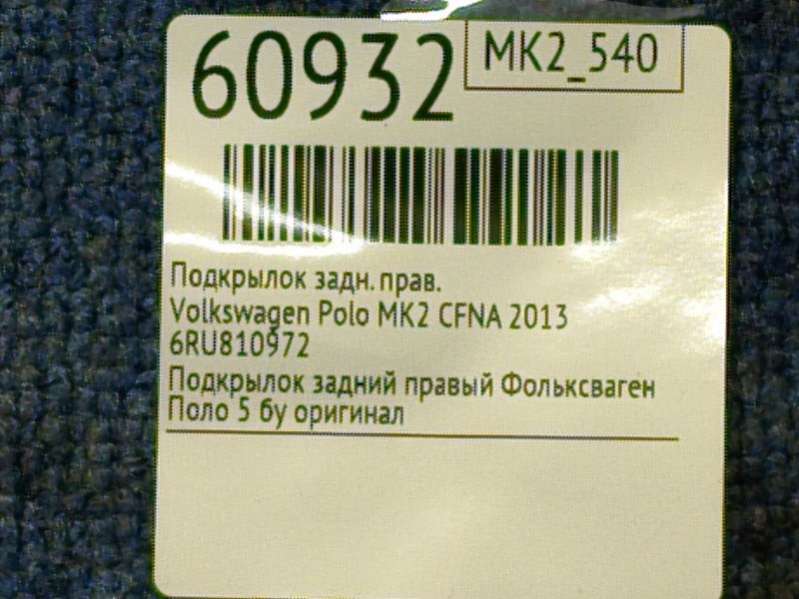 60932
MK2_540
Подкрылок задн. прав.
Volkswagen Polo MK2 CFNA 2013
6RU810972
Подкрылок задний правый Фольксваген
Поло 5 бу оригинал